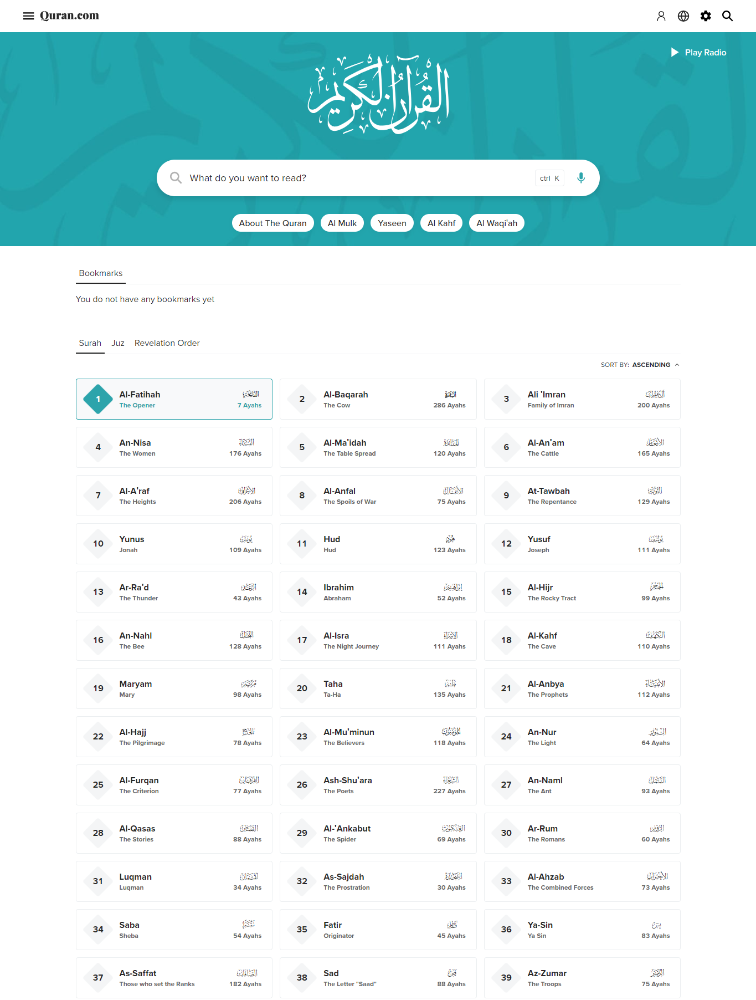 Quran.com
Play Radio
القرآن الكريم
What do you want to read?
ctrl K
About The Quran
Al Mulk
Yaseen
Al Kahf
Al Waqi'ah
Bookmarks
You do not have any bookmarks yet
Surah Juz Revelation Order
SORT BY: ASCENDING
1 Al-Fatihah الفاتحة
The Opener 7 Ayahs
2 Al-Baqarah البقرة
The Cow 286 Ayahs
3 Ali 'Imran آل عمران
Family of Imran 200 Ayahs
4 An-Nisa النساء
The Women 176 Ayahs
5 Al-Ma'idah المائدة
The Table Spread 120 Ayahs
6 Al-An'am الأنعام
The Cattle 165 Ayahs
7 Al-A'raf الأعراف
The Heights 206 Ayahs
8 Al-Anfal الأنفال
The Spoils of War 75 Ayahs
9 At-Tawbah التوبة
The Repentance 129 Ayahs
10 Yunus يونس
Jonah 109 Ayahs
11 Hud هود
Hud 123 Ayahs
12 Yusuf يوسف
Joseph 111 Ayahs
13 Ar-Ra'd الرعد
The Thunder 43 Ayahs
14 Ibrahim إبراهيم
Abraham 52 Ayahs
15 Al-Hijr الحجر
The Rocky Tract 99 Ayahs
16 An-Nahl النحل
The Bee 128 Ayahs
17 Al-Isra الإسراء
The Night Journey 111 Ayahs
18 Al-Kahf الكهف
The Cave 110 Ayahs
19 Maryam مريم
Mary 98 Ayahs
20 Taha طه
Ta-Ha 135 Ayahs
21 Al-Anbya الأنبياء
The Prophets 112 Ayahs
22 Al-Hajj الحج
The Pilgrimage 78 Ayahs
23 Al-Mu'minun المؤمنون
The Believers 118 Ayahs
24 An-Nur النور
The Light 64 Ayahs
25 Al-Furqan الفرقان
The Criterion 77 Ayahs
26 Ash-Shu'ara الشعراء
The Poets 227 Ayahs
27 An-Naml النمل
The Ant 93 Ayahs
28 Al-Qasas القصص
The Stories 88 Ayahs
29 Al-'Ankabut العنكبوت
The Spider 69 Ayahs
30 Ar-Rum الروم
The Romans 60 Ayahs
31 Luqman لقمان
Luqman 34 Ayahs
32 As-Sajdah السجدة
The Prostration 30 Ayahs
33 Al-Ahzab الأحزاب
The Combined Forces 73 Ayahs
34 Saba سبإ
Sheba 54 Ayahs
35 Fatir فاطر
Originator 45 Ayahs
36 Ya-Sin يس
Ya Sin 83 Ayahs
37 As-Saffat الصافات
Those who set the Ranks 182 Ayahs
38 Sad ص
The Letter "Saad" 88 Ayahs
39 Az-Zumar الزمر
The Troops 75 Ayahs